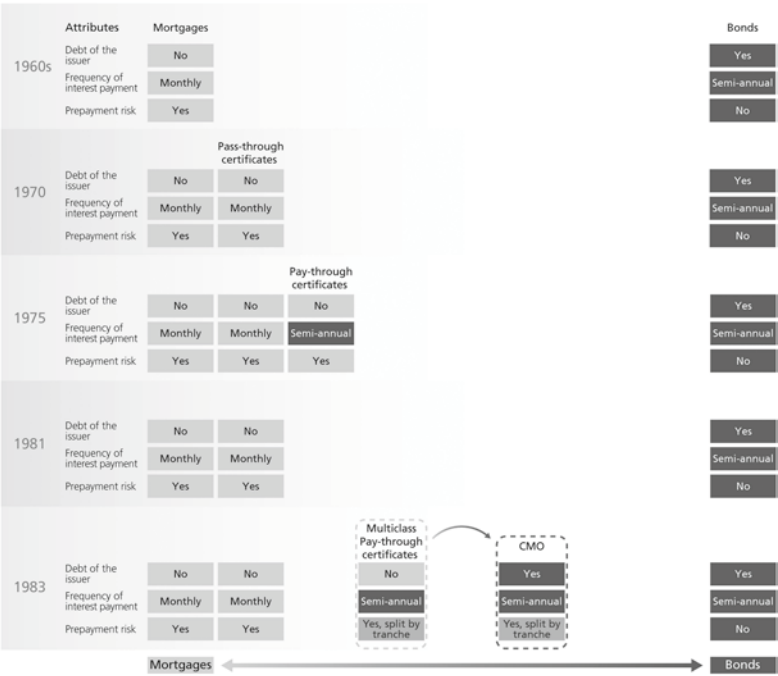 Attributes Mortgages Bonds
1960s
Debt of the
issuer
No Yes
Frequency of
interest payment
Monthly Semi-annual
Prepayment risk Yes No
Pass-through
certificates
1970
Debt of the
issuer
No No Yes
Frequency of
interest payment
Monthly Monthly Semi-annual
Prepayment risk Yes Yes No
Pay-through
certificates
1975
Debt of the
issuer
No No No Yes
Frequency of
interest payment
Monthly Monthly Semi-annual Semi-annual
Prepayment risk Yes Yes Yes No
1981
Debt of the
issuer
No No Yes
Frequency of
interest payment
Monthly Monthly Semi-annual
Prepayment risk Yes Yes No
Multiclass
Pay-through
certificates
CMO
1983
Debt of the
issuer
No No No Yes Yes
Frequency of
interest payment
Monthly Monthly Semi-annual Semi-annual Semi-annual
Prepayment risk Yes Yes
Yes, split by
tranche
Yes, split by
tranche
No
Mortgages Bonds